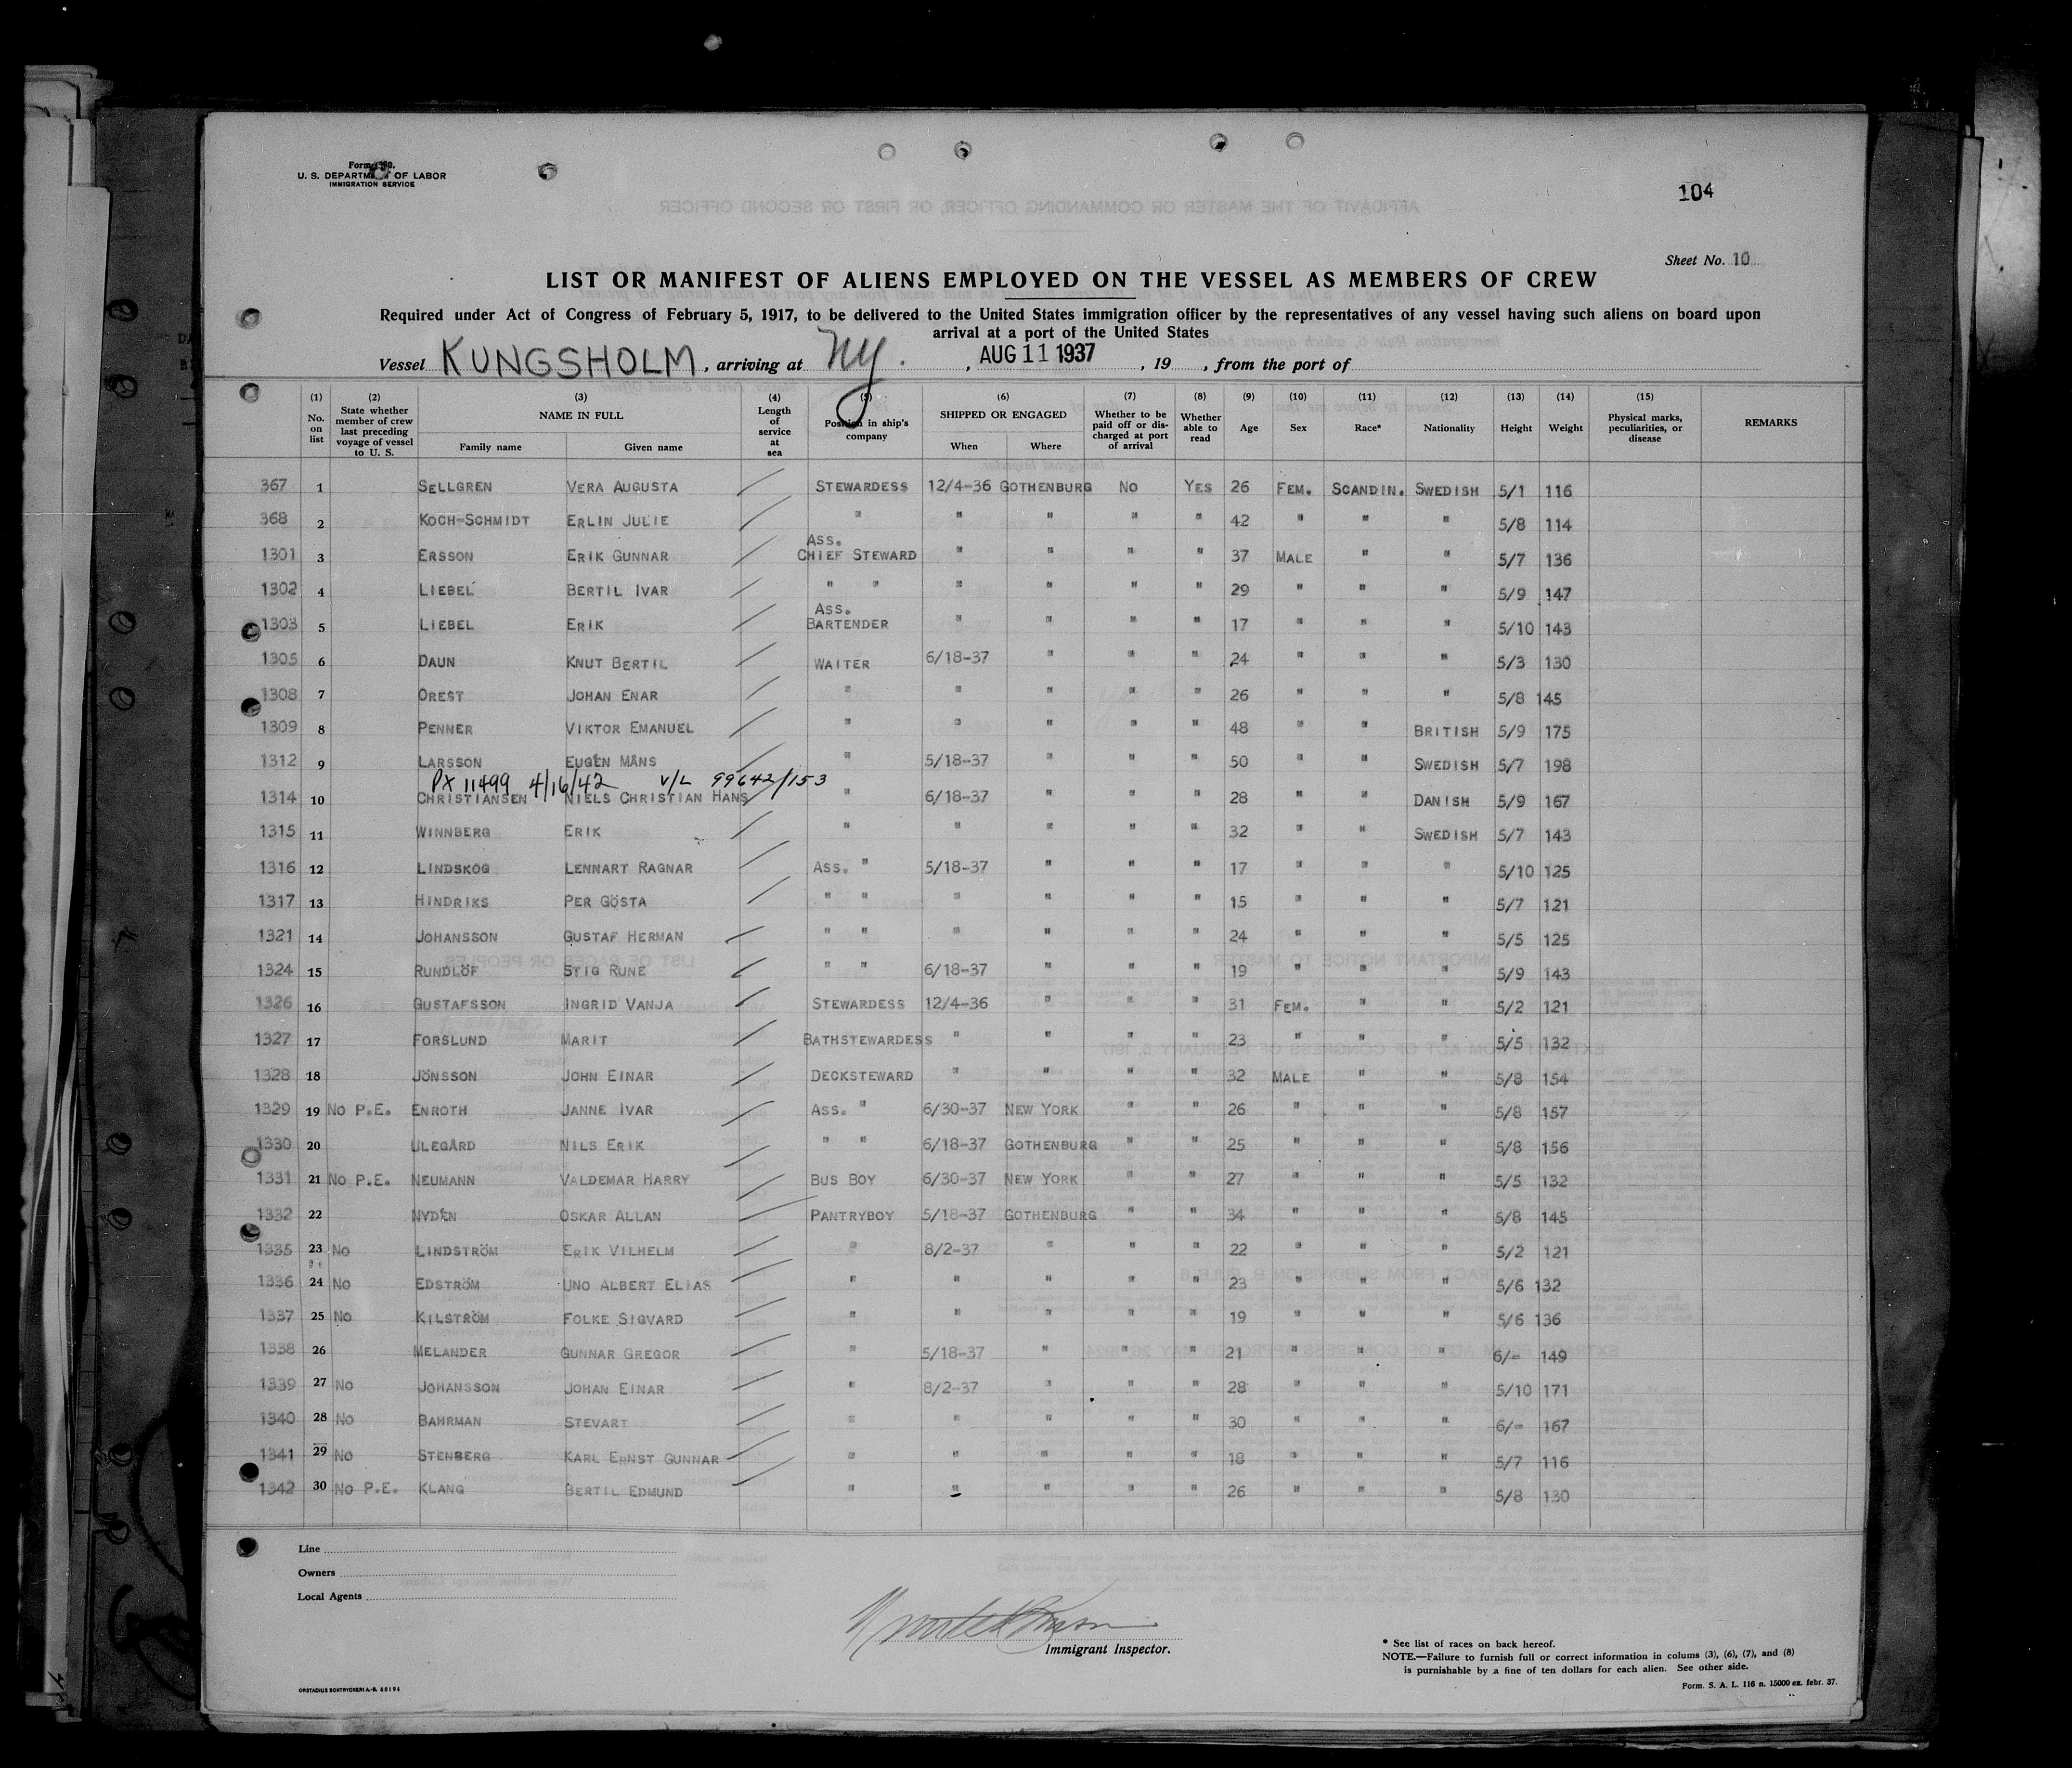 Form 690.
U. S. DEPARTMENT OF LABOR
IMMIGRATION SERVICE
104
Sheet No. 10
LIST OR MANIFEST OF ALIENS EMPLOYED ON THE VESSEL AS MEMBERS OF CREW
Required under Act of Congress of February 5, 1917, to be delivered to the United States immigration officer by the representatives of any vessel having such aliens on board upon
arrival at a port of the United States
Vessel KUNGSHOLM, arriving at NY., AUG 11 1937, 19 , from the port of
(1) No. on list (2) State whether member of crew last preceding voyage of vessel to U. S. (3) NAME IN FULL Family name Given name (4) Length of service at sea (5) Position in ship's company (6) SHIPPED OR ENGAGED When Where (7) Whether to be paid off or discharged at port of arrival (8) Whether able to read (9) Age (10) Sex (11) Race* (12) Nationality (13) Height (14) Weight (15) Physical marks, peculiarities, or disease REMARKS
367 1 SELLGREN VERA AUGUSTA STEWARDESS 12/4-36 GOTHENBURG NO YES 26 FEM. SCANDIN. SWEDISH 5/1 116
368 2 KOCH-SCHMIDT ERLIN JULIE " " " " " 42 " " " 5/8 114
1301 3 ERSSON ERIK GUNNAR ASS. CHIEF STEWARD " " " " 37 MALE " " 5/7 136
1302 4 LIEBEL BERTIL IVAR " " " " " " 29 " " " 5/9 147
1303 5 LIEBEL ERIK ASS. BARTENDER " " " " 17 " " " 5/10 143
1305 6 DAUN KNUT BERTIL WAITER 6/18-37 " " " 24 " " " 5/3 130
1308 7 OREST JOHAN ENAR " " " " " 26 " " " 5/8 145
1309 8 PENNER VIKTOR EMANUEL " " " " " 48 " " BRITISH 5/9 175
1312 9 LARSSON EUGÉN MÅNS " 5/18-37 " " " 50 " " SWEDISH 5/7 198
PX 11499 4/16/42 V/L 99642/153
1314 10 CHRISTIANSEN NIELS CHRISTIAN HANS " 6/18-37 " " " 28 " " DANISH 5/9 167
1315 11 WINNBERG ERIK " " " " " 32 " " SWEDISH 5/7 143
1316 12 LINDSKOG LENNART RAGNAR ASS. " 5/18-37 " " " 17 " " " 5/10 125
1317 13 HINDRIKS PER GÖSTA " " " " " " 15 " " " 5/7 121
1321 14 JOHANSSON GUSTAF HERMAN " " " " " " 24 " " " 5/5 125
1324 15 RUNDLÖF STIG RUNE " " 6/18-37 " " " 19 " " " 5/9 143
1326 16 GUSTAFSSON INGRID VANJA STEWARDESS 12/4-36 " " " 31 FEM. " " 5/2 121
1327 17 FORSLUND MARIT BATHSTEWARDESS " " " " 23 " " " 5/5 132
1328 18 JÖNSSON JOHN EINAR DECKSTEWARD " " " " 32 MALE " " 5/8 154
1329 19 NO P.E. ENROTH JANNE IVAR ASS. " 6/30-37 NEW YORK " " 26 " " " 5/8 157
1330 20 ULEGÅRD NILS ERIK " " 6/18-37 GOTHENBURG " " 25 " " " 5/8 156
1331 21 NO P.E. NEUMANN VALDEMAR HARRY BUS BOY 6/30-37 NEW YORK " " 27 " " " 5/5 132
1332 22 NYDÉN OSKAR ALLAN PANTRYBOY 5/18-37 GOTHENBURG " " 34 " " " 5/8 145
1335 23 NO LINDSTRÖM ERIK VILHELM " 8/2-37 " " " 22 " " " 5/2 121
1336 24 NO EDSTRÖM UNO ALBERT ELIAS " " " " " 23 " " " 5/6 132
1337 25 NO KILSTRÖM FOLKE SIGVARD " " " " " 19 " " " 5/6 136
1338 26 MELANDER GUNNAR GREGOR " 5/18-37 " " " 21 " " " 6/- 149
1339 27 NO JOHANSSON JOHAN EINAR " 8/2-37 " " " 28 " " " 5/10 171
1340 28 NO BAHRMAN STEVART " " " " " 30 " " " 6/- 167
1341 29 NO STENBERG KARL ERNST GUNNAR " " " " " 18 " " " 5/7 116
1342 30 NO P.E. KLANG BERTIL EDMUND " " " " " 26 " " " 5/8 130
Line
Owners
Local Agents
Immigrant Inspector.
* See list of races on back hereof.
NOTE.—Failure to furnish full or correct information in colums (3), (6), (7), and (8)
is purnishable by a fine of ten dollars for each alien. See other side.
ORSTADIUS BOKTRYCKERI A.-B. 50194
Form. S. A. L. 116 n. 15000 ex. febr. 37.